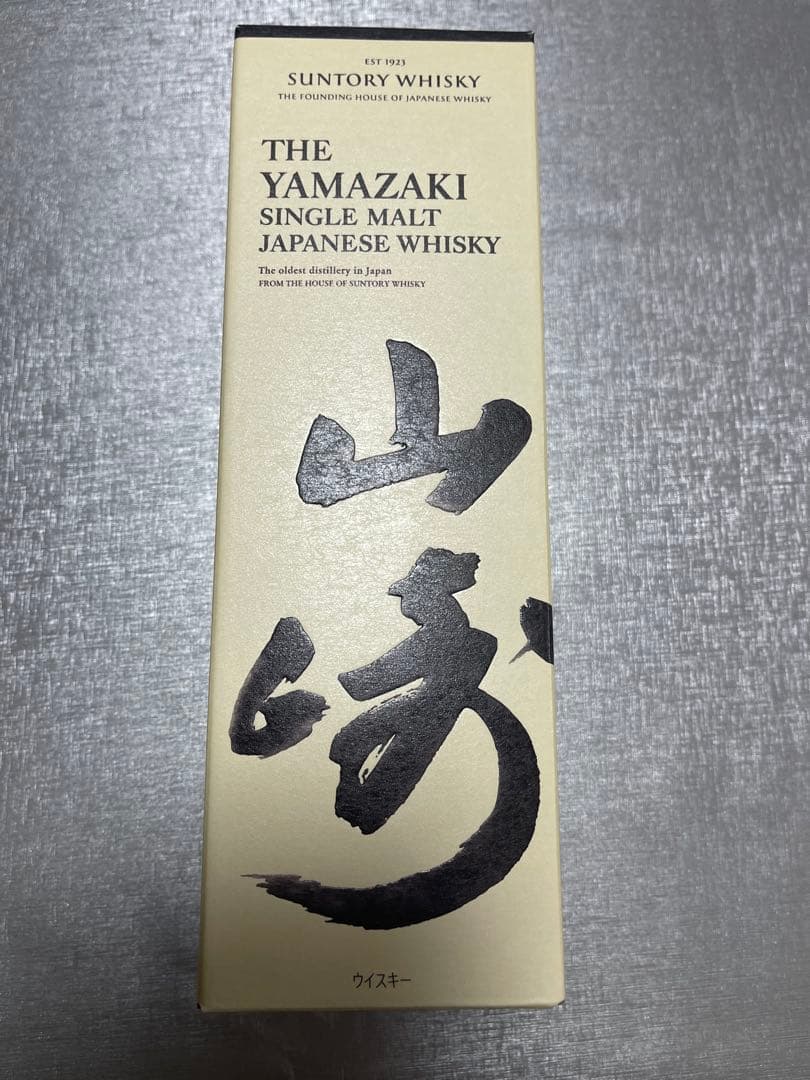 EST 1923
SUNTORY WHISKY
THE FOUNDING HOUSE OF JAPANESE WHISKY
THE
YAMAZAKI
SINGLE MALT
JAPANESE WHISKY
The oldest distillery in Japan
FROM THE HOUSE OF SUNTORY WHISKY
山
崎
ウイスキー